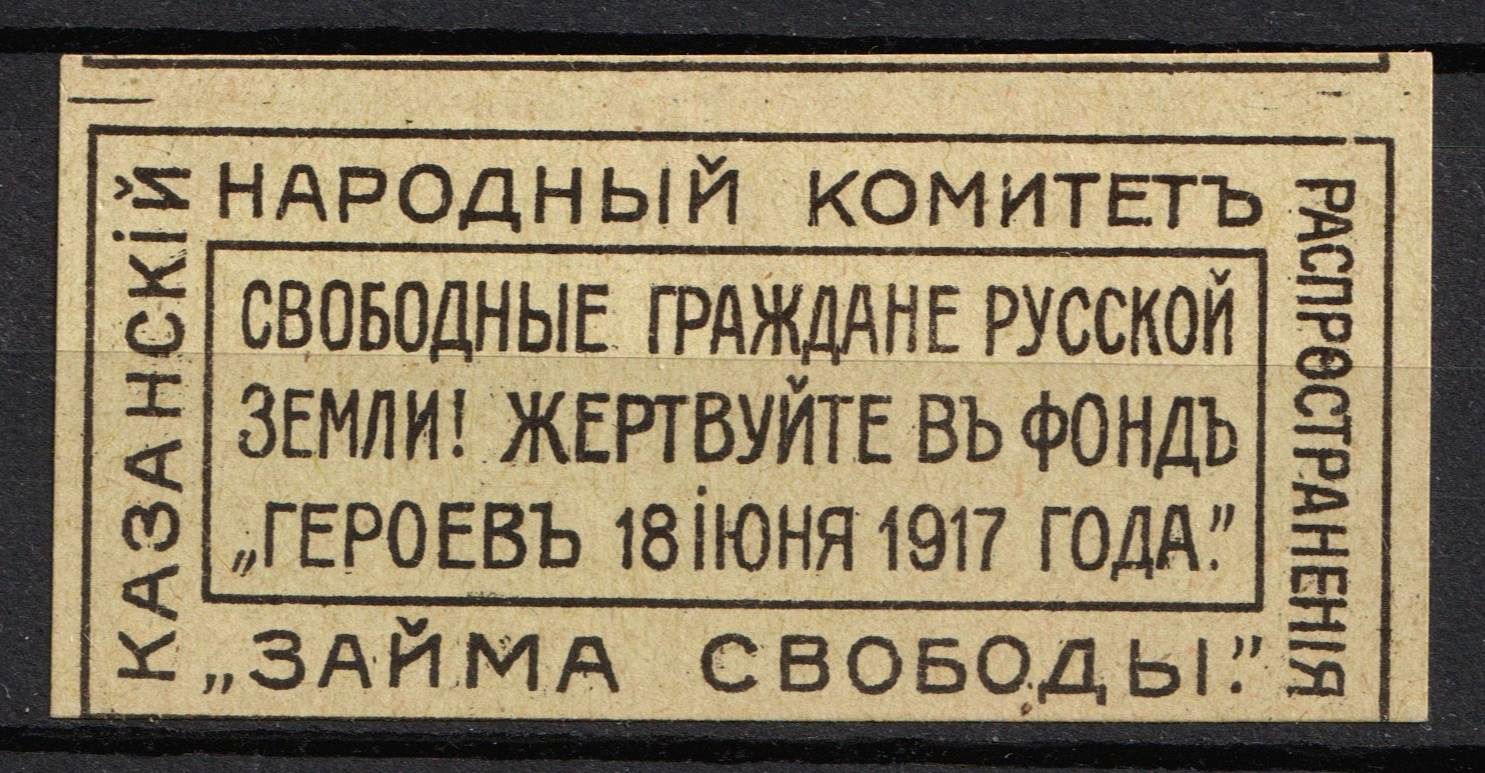 КАЗАНСКІЙ
НАРОДНЫЙ КОМИТЕТЪ
РАСПРОСТРАНЕНІЯ
„ЗАЙМА СВОБОДЫ.”
СВОБОДНЫЕ ГРАЖДАНЕ РУССКОЙ
ЗЕМЛИ! ЖЕРТВУЙТЕ ВЪ ФОНДЪ
„ГЕРОЕВЪ 18 ІЮНЯ 1917 ГОДА.”